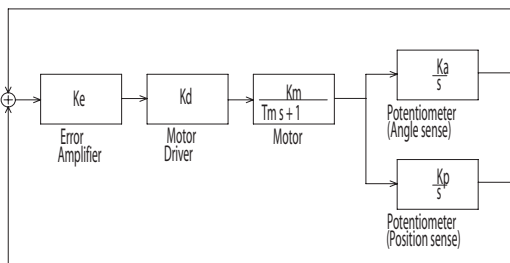 +
Ke
Error
Amplifier
Kd
Motor
Driver
Km
Tm s + 1
Motor
Ka
s
Potentiometer
(Angle sense)
Kp
s
Potentiometer
(Position sense)